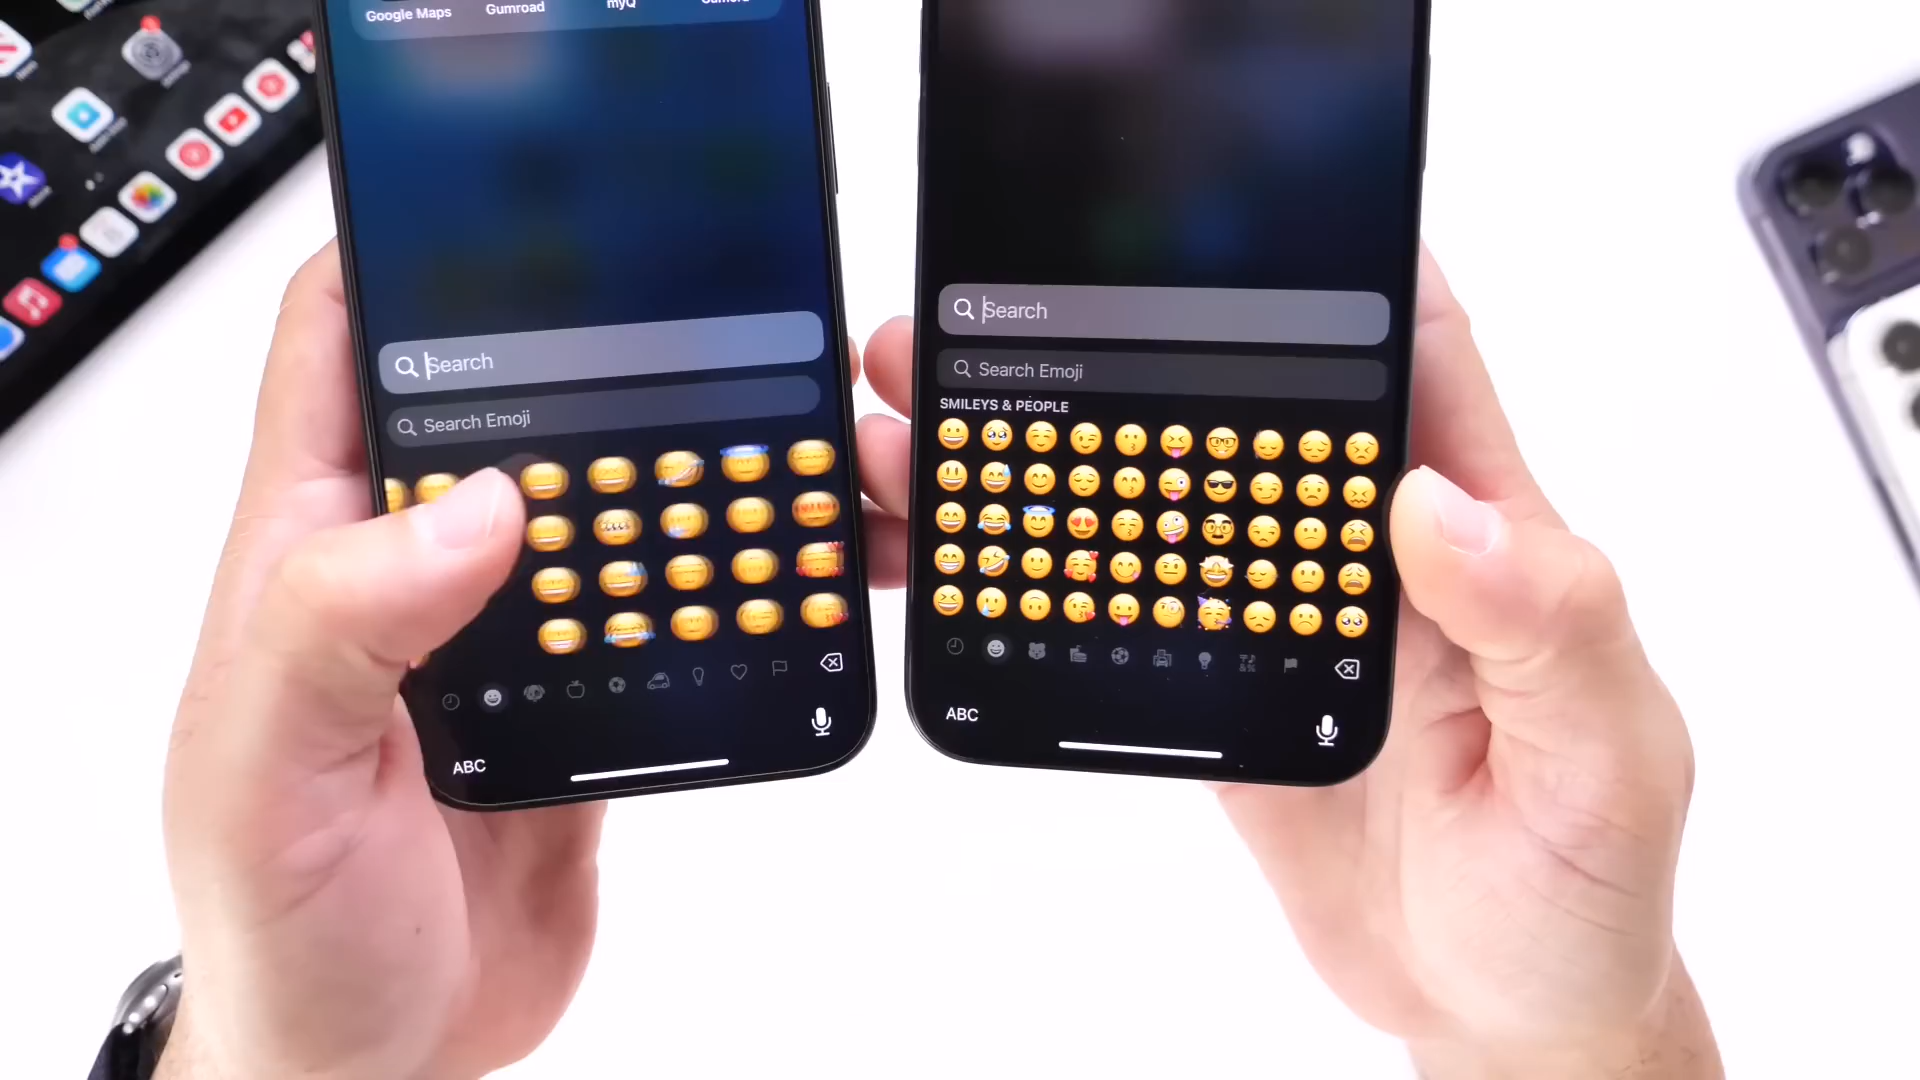 Google Maps
Gumroad
myQ
Search
Search Emoji
ABC
Search
Search Emoji
SMILEYS & PEOPLE
ABC